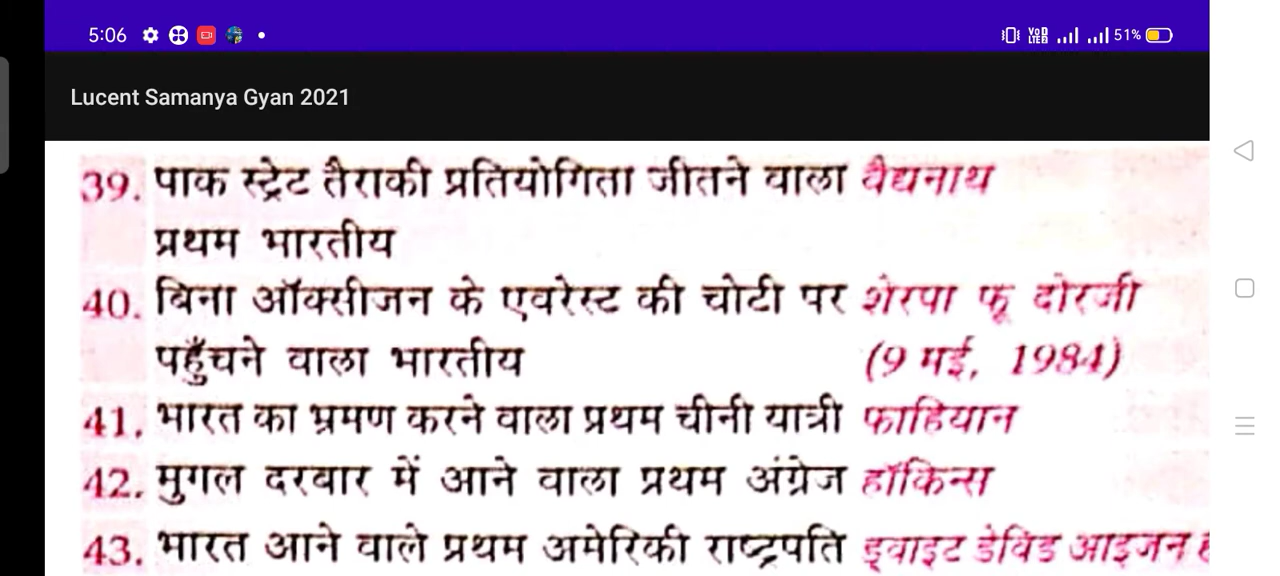 5:06
VoD LTEB 51%
Lucent Samanya Gyan 2021
39. पाक स्ट्रेट तैराकी प्रतियोगिता जीतने वाला वैद्यनाथ
प्रथम भारतीय
40. बिना ऑक्सीजन के एवरेस्ट की चोटी पर शेरपा फू दोरजी
पहुँचने वाला भारतीय (9 मई, 1984)
41. भारत का भ्रमण करने वाला प्रथम चीनी यात्री फाहियान
42. मुगल दरबार में आने वाला प्रथम अंग्रेज हॉकिन्स
43. भारत आने वाले प्रथम अमेरिकी राष्ट्रपति ड्वाइट डेविड आइजन